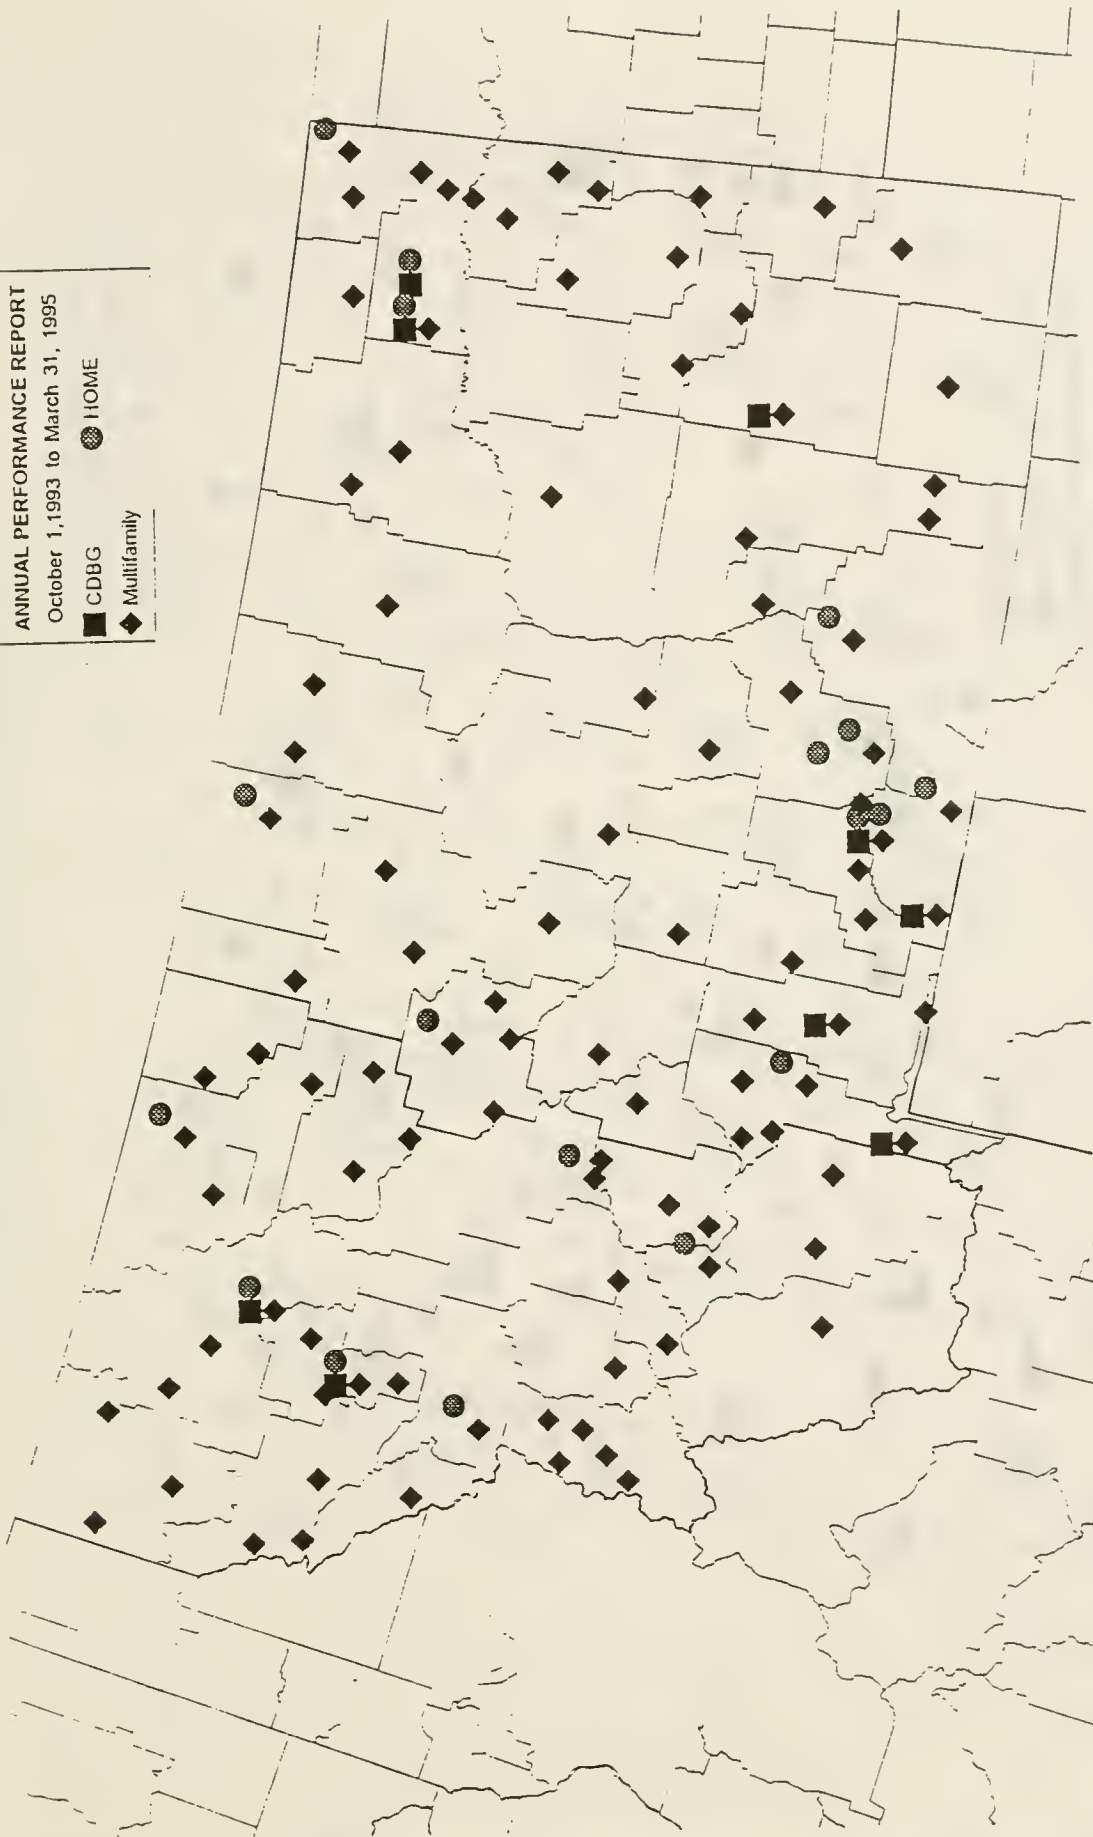 ANNUAL PERFORMANCE REPORT
October 1,1993 to March 31, 1995
CDBG
HOME
Multifamily